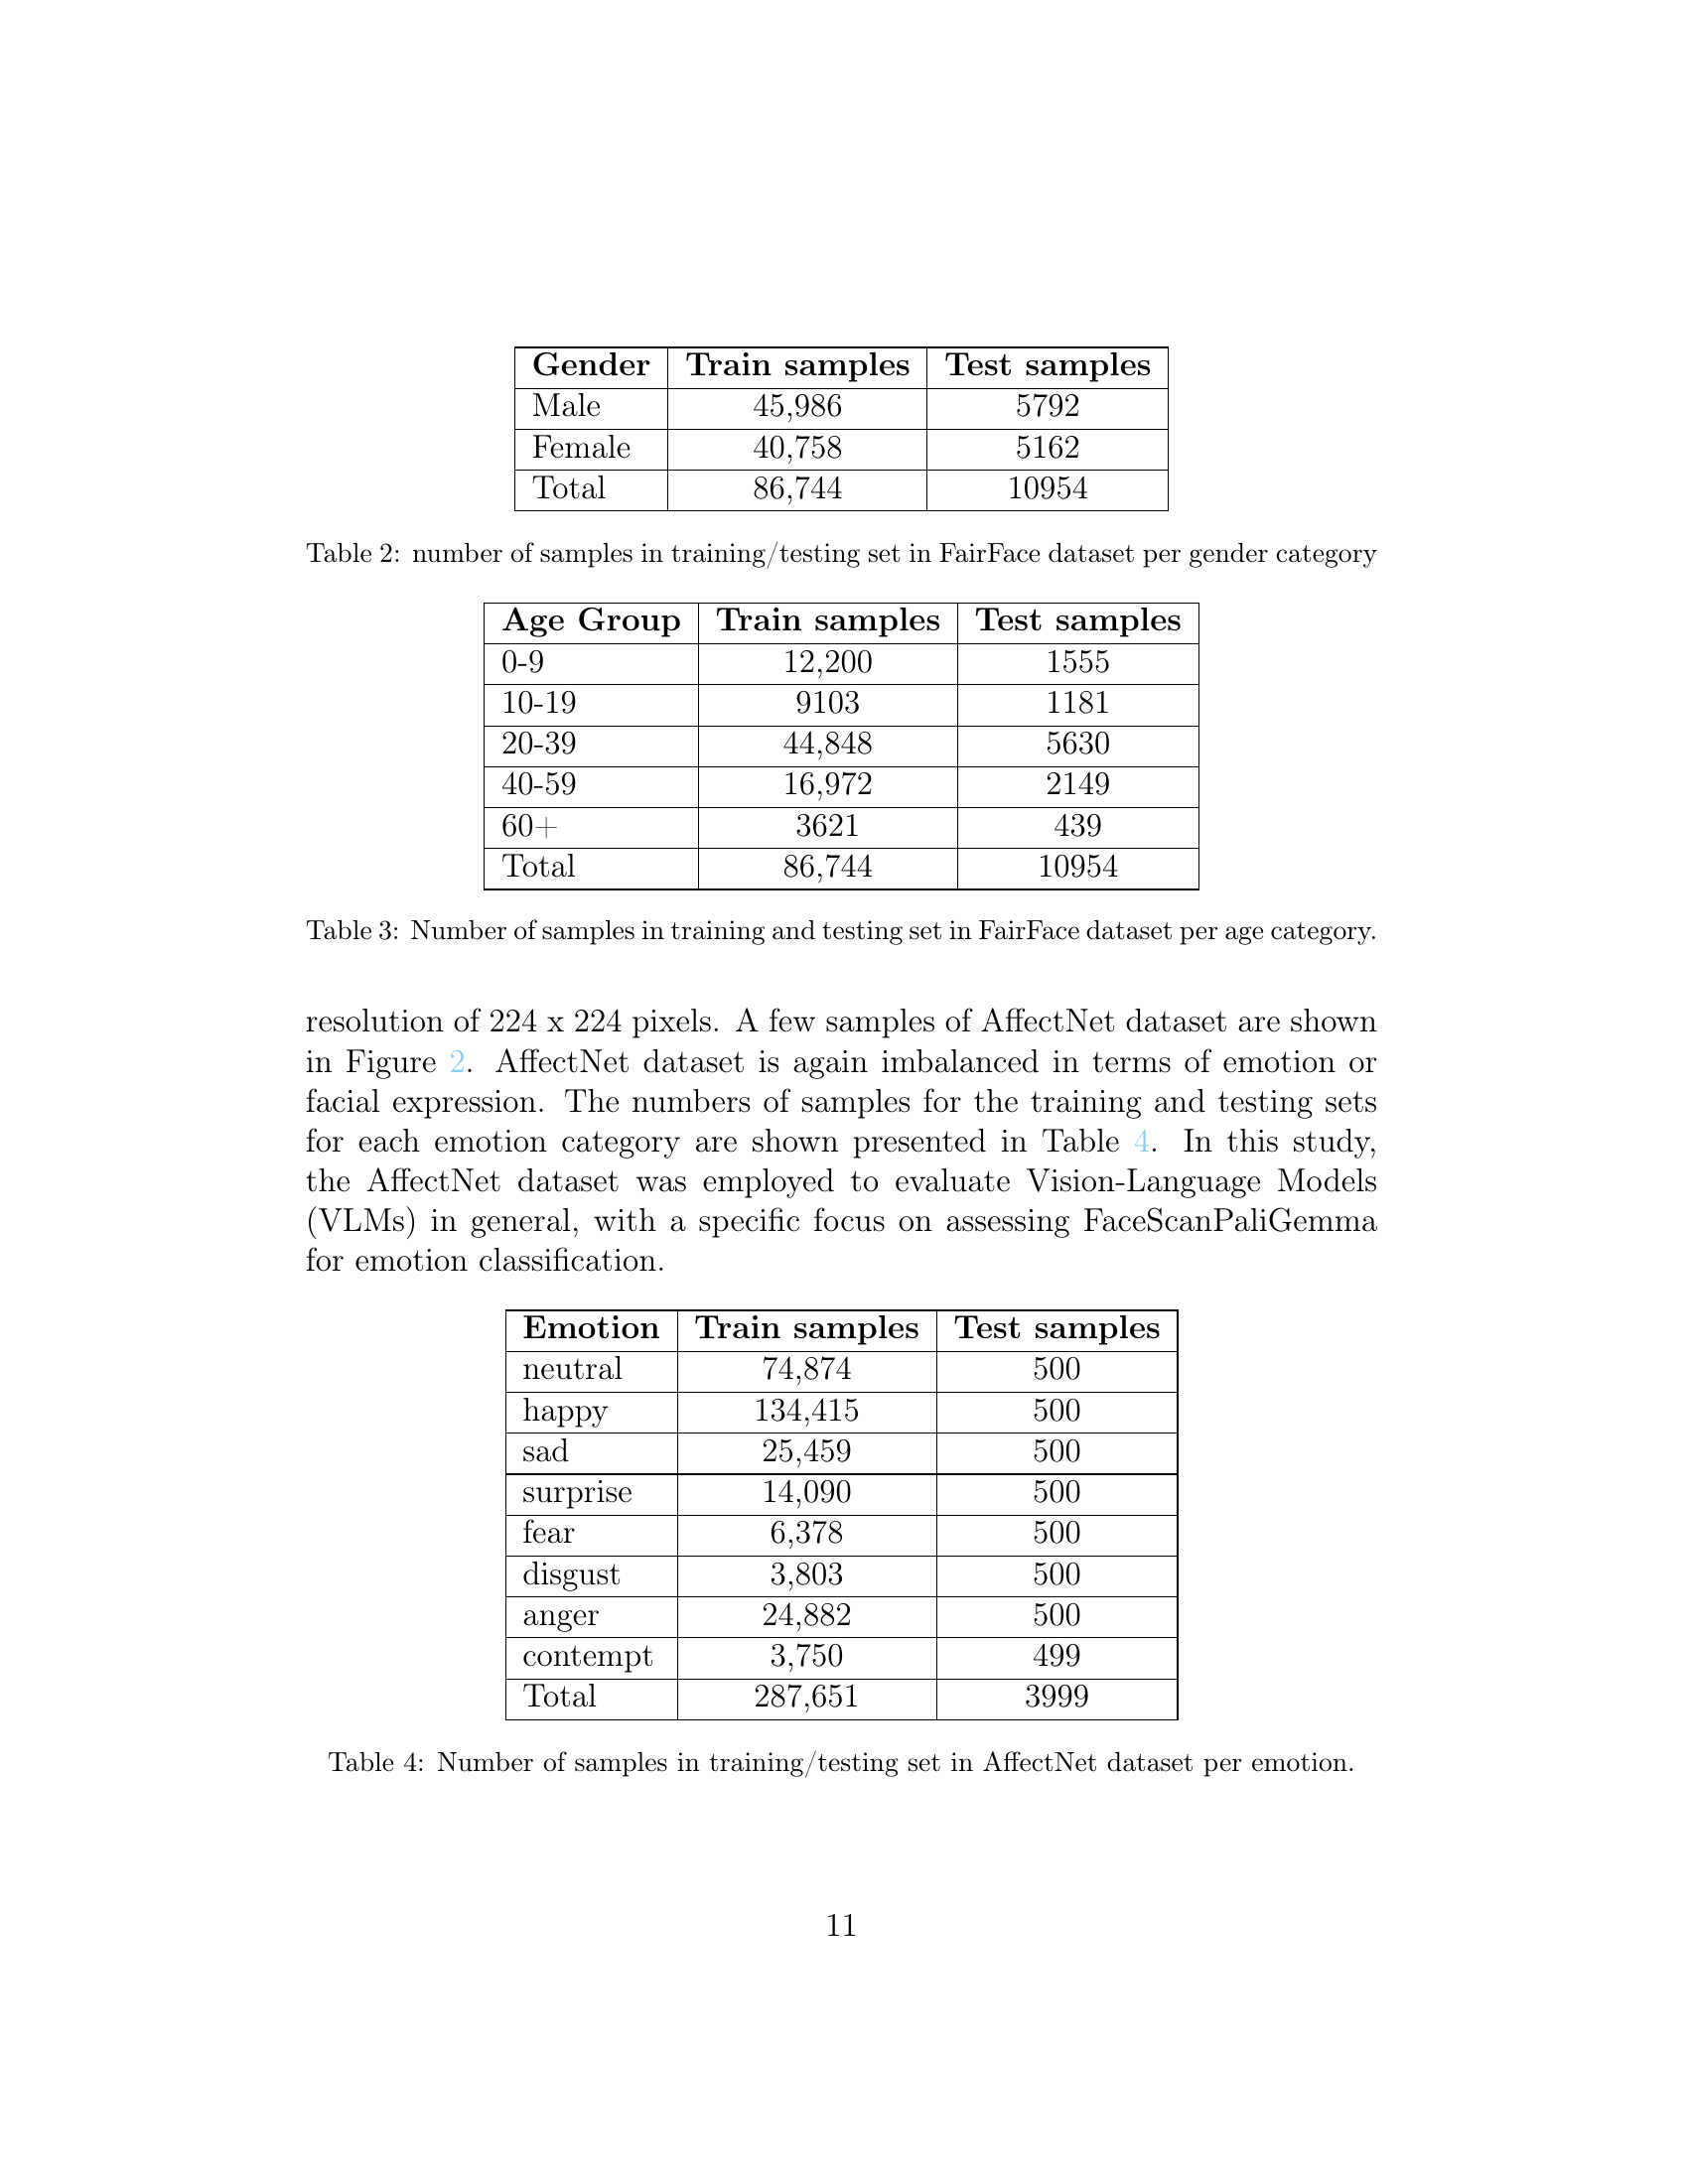 Gender Train samples Test samples
Male 45,986 5792
Female 40,758 5162
Total 86,744 10954
Table 2: number of samples in training/testing set in FairFace dataset per gender category
Age Group Train samples Test samples
0-9 12,200 1555
10-19 9103 1181
20-39 44,848 5630
40-59 16,972 2149
60+ 3621 439
Total 86,744 10954
Table 3: Number of samples in training and testing set in FairFace dataset per age category.
resolution of 224 x 224 pixels. A few samples of AffectNet dataset are shown
in Figure 2. AffectNet dataset is again imbalanced in terms of emotion or
facial expression. The numbers of samples for the training and testing sets
for each emotion category are shown presented in Table 4. In this study,
the AffectNet dataset was employed to evaluate Vision-Language Models
(VLMs) in general, with a specific focus on assessing FaceScanPaliGemma
for emotion classification.
Emotion Train samples Test samples
neutral 74,874 500
happy 134,415 500
sad 25,459 500
surprise 14,090 500
fear 6,378 500
disgust 3,803 500
anger 24,882 500
contempt 3,750 499
Total 287,651 3999
Table 4: Number of samples in training/testing set in AffectNet dataset per emotion.
11